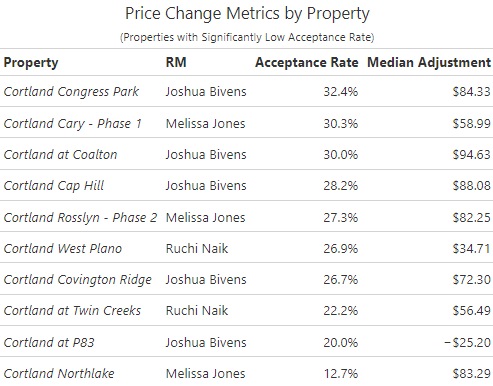 Price Change Metrics by Property
(Properties with Significantly Low Acceptance Rate)
Property RM Acceptance Rate Median Adjustment
Cortland Congress Park Joshua Bivens 32.4% $84.33
Cortland Cary - Phase 1 Melissa Jones 30.3% $58.99
Cortland at Coalton Joshua Bivens 30.0% $94.63
Cortland Cap Hill Joshua Bivens 28.2% $88.08
Cortland Rosslyn - Phase 2 Melissa Jones 27.3% $82.25
Cortland West Plano Ruchi Naik 26.9% $34.71
Cortland Covington Ridge Joshua Bivens 26.7% $72.30
Cortland at Twin Creeks Ruchi Naik 22.2% $56.49
Cortland at P83 Joshua Bivens 20.0% −$25.20
Cortland Northlake Melissa Jones 12.7% $83.29